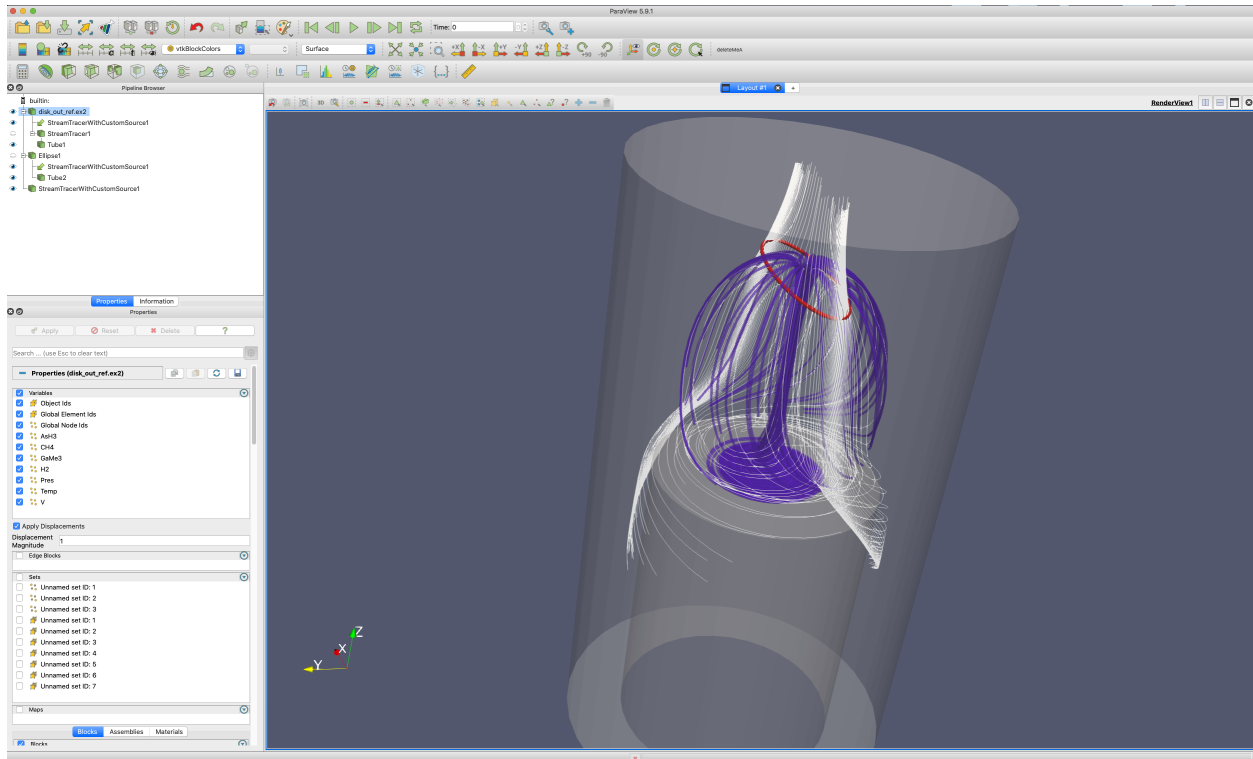 ParaView 5.9.1
Time: 0
vtkBlockColors
Surface
+X
-X
+Y
-Y
+Z
-Z
+90
-90
deleteMeA
Pipeline Browser
Layout #1
builtin:
3D
RenderView1
disk_out_ref.ex2
StreamTracerWithCustomSource1
StreamTracer1
Tube1
Ellipse1
StreamTracerWithCustomSource1
Tube2
StreamTracerWithCustomSource1
Properties Information
Properties
Apply Reset Delete ?
Search ... (use Esc to clear text)
Properties (disk_out_ref.ex2)
Variables
Object Ids
Global Element Ids
Global Node Ids
AsH3
CH4
GaMe3
H2
Pres
Temp
V
Apply Displacements
Displacement
Magnitude
1
Edge Blocks
Sets
Unnamed set ID: 1
Unnamed set ID: 2
Unnamed set ID: 3
Unnamed set ID: 1
Unnamed set ID: 2
Unnamed set ID: 3
Unnamed set ID: 4
Unnamed set ID: 5
Unnamed set ID: 6
Unnamed set ID: 7
Maps
Blocks Assemblies Materials
Blocks
Z
X
Y